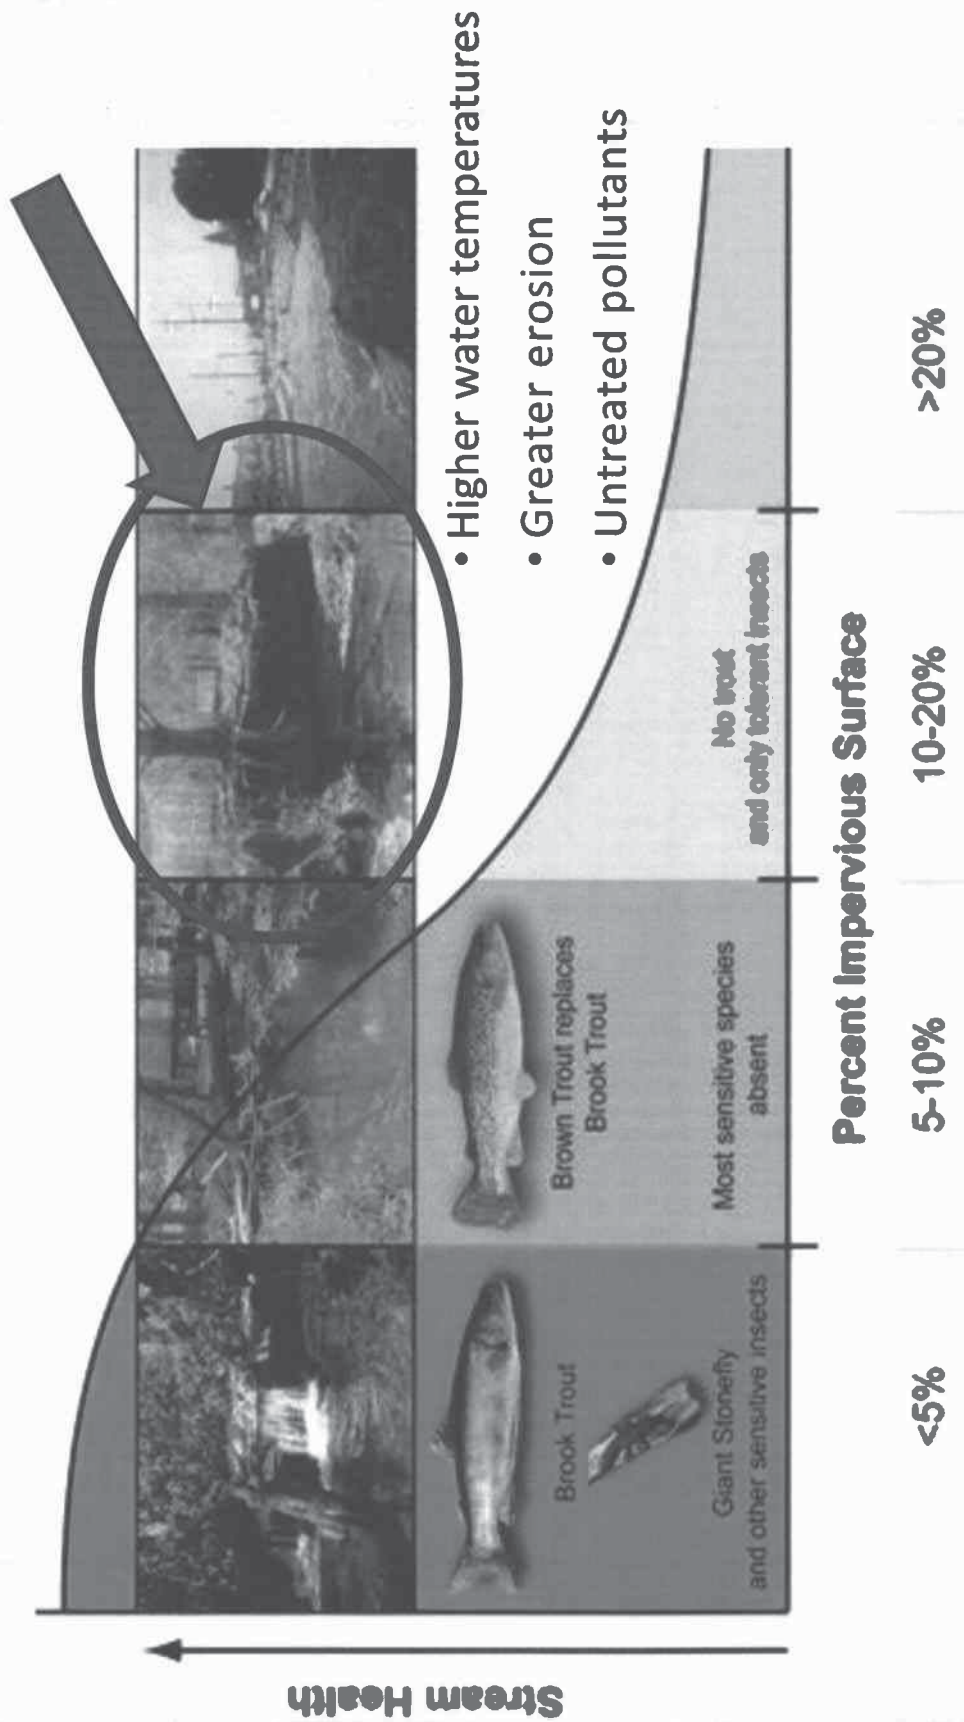 Stream Health
• Higher water temperatures
• Greater erosion
• Untreated pollutants
Brook Trout
Giant Stonefly
and other sensitive insects
Brown Trout replaces
Brook Trout
Most sensitive species
absent
No trout
and only tolerant insects
Percent Impervious Surface
<5%
5-10%
10-20%
>20%